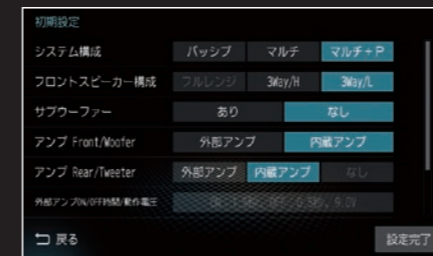 初期設定
システム構成 パッシブ マルチ マルチ+P
フロントスピーカー構成 フルレンジ 3Way/H 3Way/L
サブウーファー あり なし
アンプ Front/Woofer 外部アンプ 内蔵アンプ
アンプ Rear/Tweeter 外部アンプ 内蔵アンプ なし
外部アンプON/OFF時間/動作電圧
戻る 設定完了